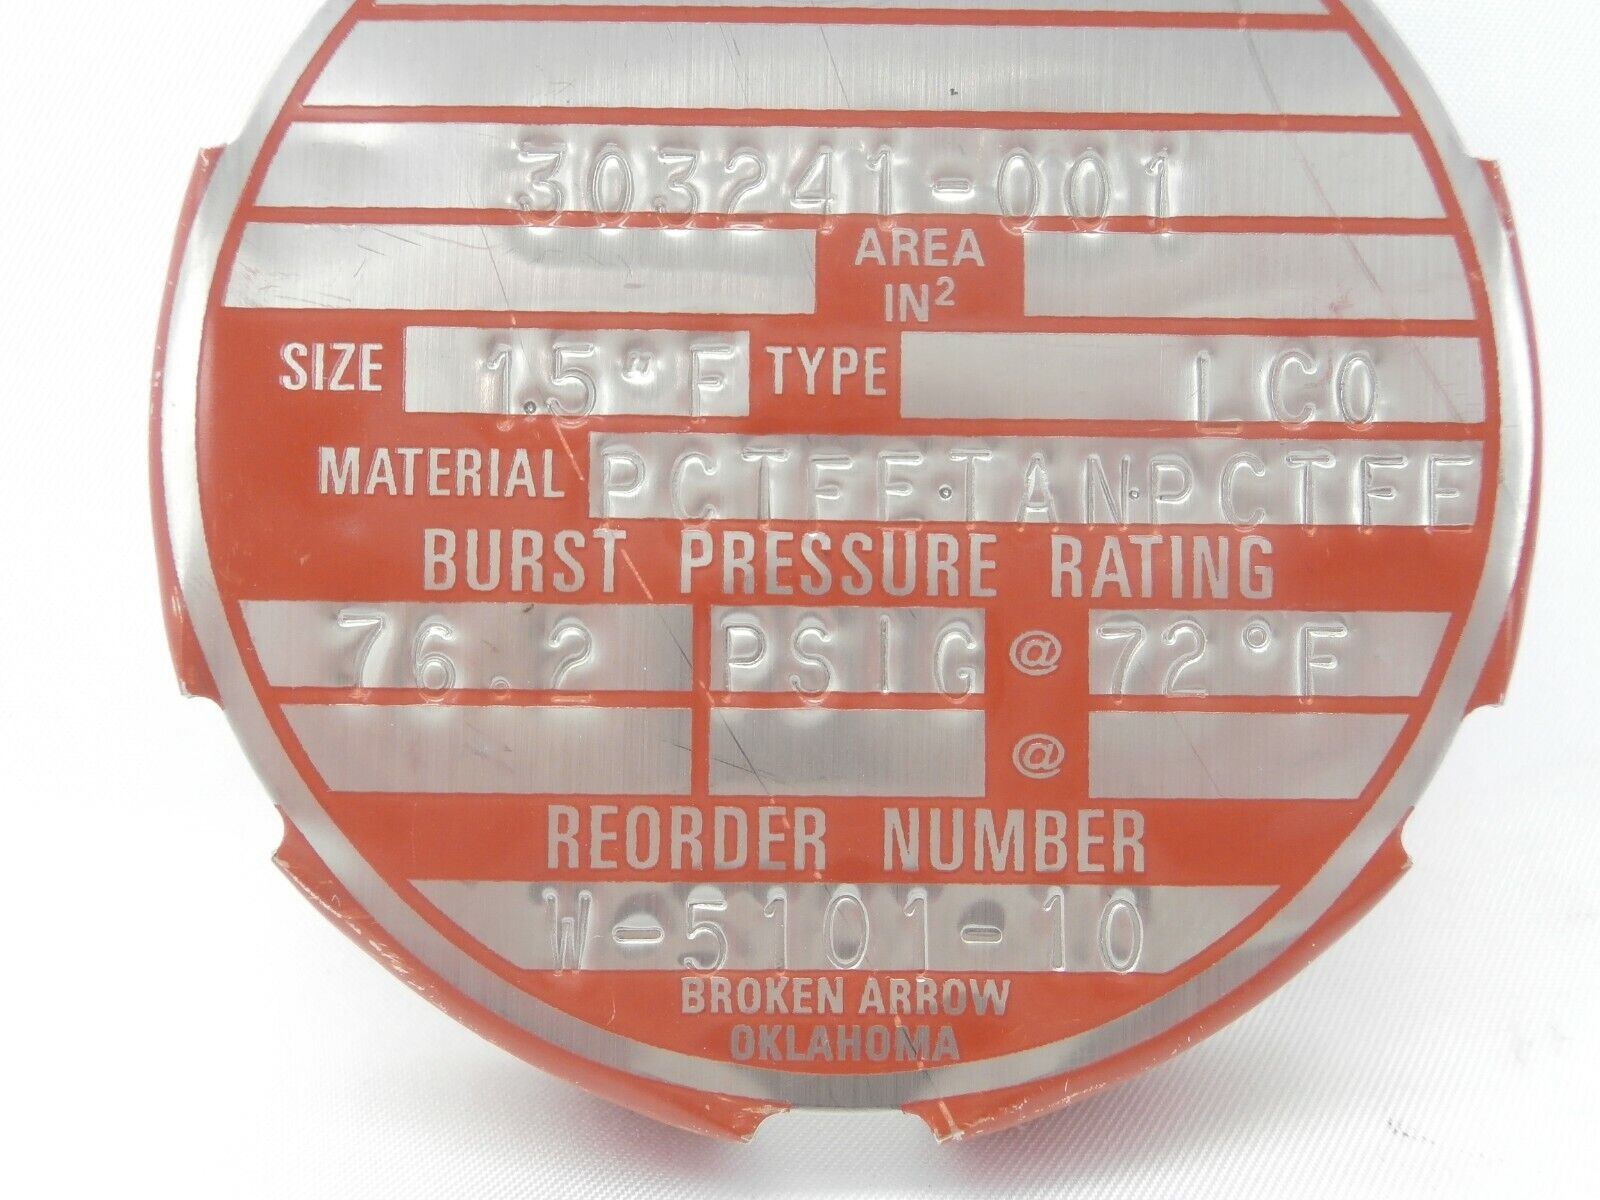 303241-001
AREA
IN²
SIZE 1.5"F TYPE LCO
MATERIAL PCTFE·TAN·PCTFE
BURST PRESSURE RATING
76.2 PSIG @ 72°F
@
REORDER NUMBER
W-5101-10
BROKEN ARROW
OKLAHOMA